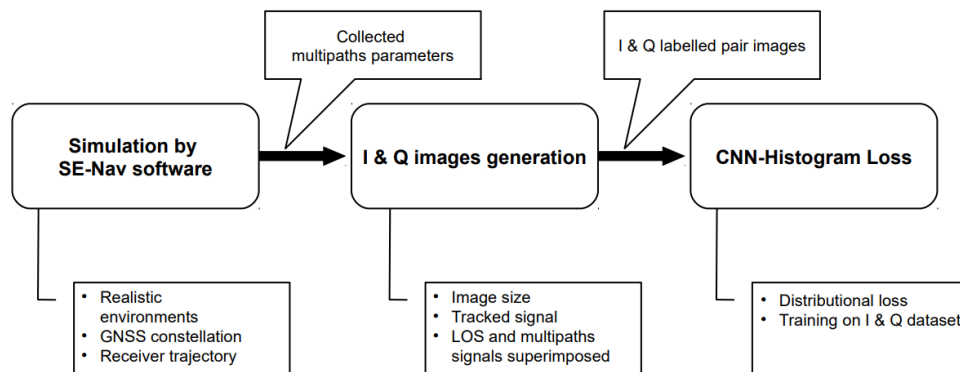 Collected
multipaths parameters
I & Q labelled pair images
Simulation by
SE-Nav software
I & Q images generation
CNN-Histogram Loss
• Realistic
environments
• GNSS constellation
• Receiver trajectory
• Image size
• Tracked signal
• LOS and multipaths
signals superimposed
• Distributional loss
• Training on I & Q dataset